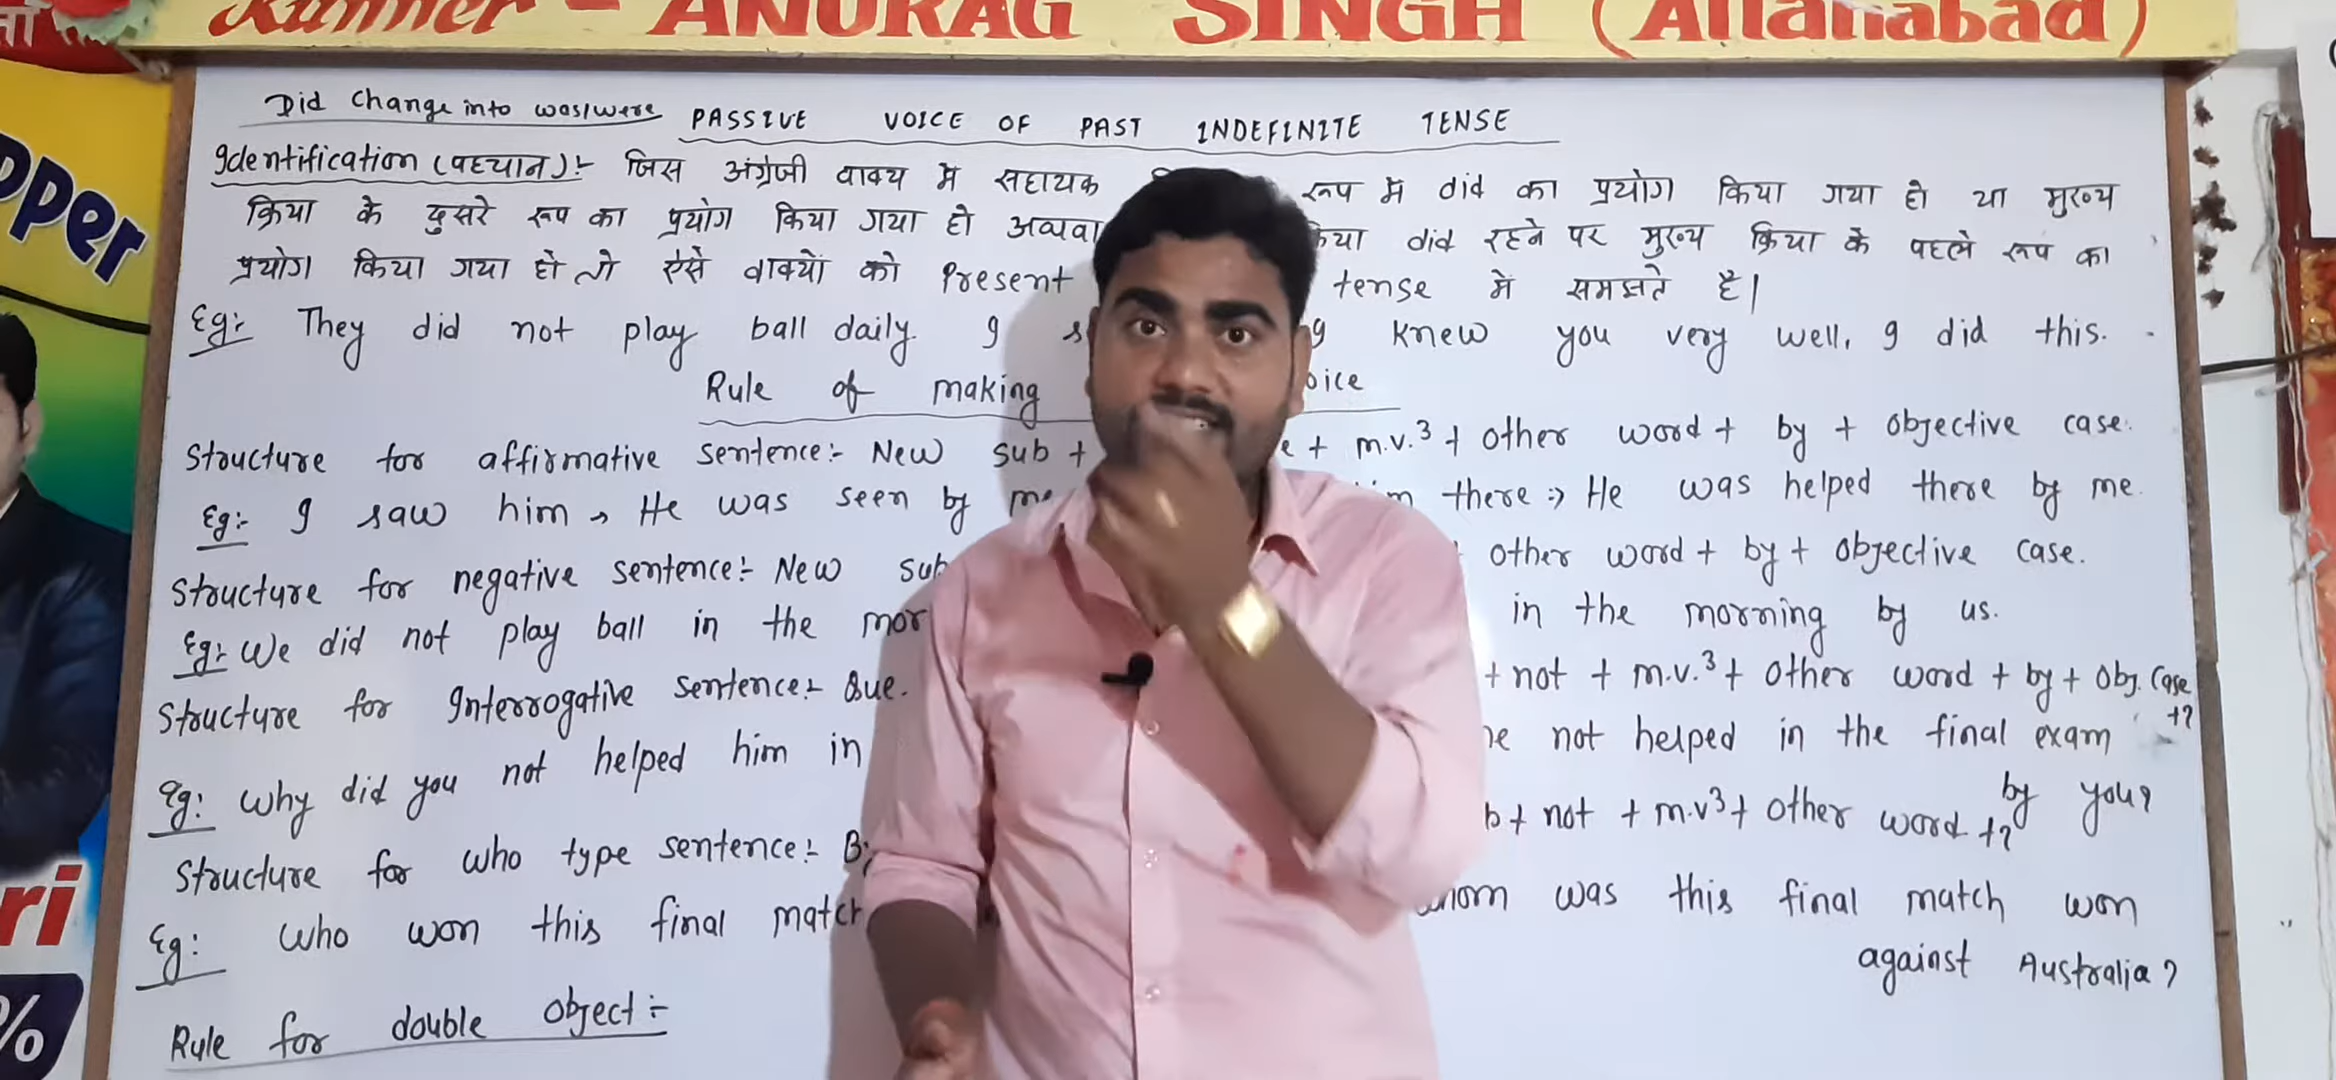 Runner - ANURAG SINGH (Allahabad)
Did Change into was/were PASSIVE VOICE OF PAST INDEFINITE TENSE
Identification (पहचान):- जिस अंग्रेजी वाक्य में सहायक रूप में did का प्रयोग किया गया हो या मुख्य
क्रिया के दुसरे रूप का प्रयोग किया गया हो अथवा did रहने पर मुख्य क्रिया के पहले रूप का
प्रयोग किया गया हो तो ऐसे वाक्यों को Present tense में समझते है।
Eg:- They did not play ball daily. I knew you very well, I did this.
Rule of making
Structure for affirmative sentence:- New sub + + m.v.³ + other word + by + objective case.
Eg:- I saw him → He was seen by me there :→ He was helped there by me.
Structure for negative sentence:- New sub other word + by + objective case.
Eg:- We did not play ball in the in the morning by us.
Structure for Interrogative sentence:- Que. + not + m.v.³ + other word + by + obj. case
+?
Eg: Why did you not helped him in not helped in the final exam
by you?
Structure for who type sentence:- + not + m.v³ + other word +?
Eg: Who won this final match whom was this final match won
against Australia?
Rule for double object:-
pper
ri
%